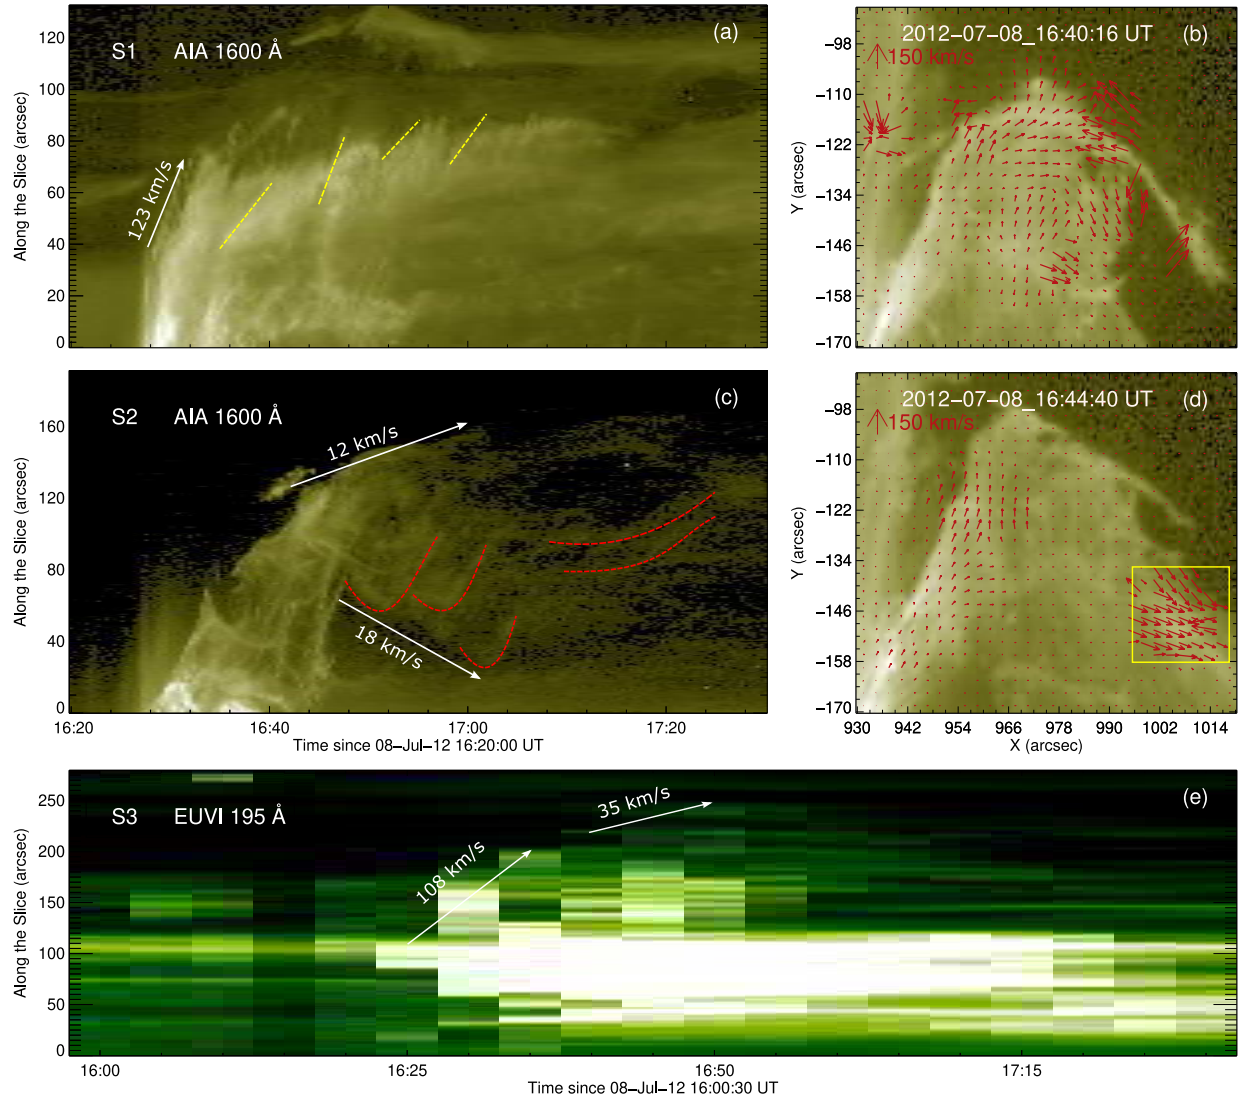 S1 AIA 1600 Å (a)
Along the Slice (arcsec)
120
100
80
60
40
20
0
123 km/s
2012−07−08_16:40:16 UT (b)
150 km/s
Y (arcsec)
−98
−110
−122
−134
−146
−158
−170
S2 AIA 1600 Å (c)
Along the Slice (arcsec)
160
120
80
40
0
12 km/s
18 km/s
16:20 16:40 17:00 17:20
Time since 08−Jul−12 16:20:00 UT
2012−07−08_16:44:40 UT (d)
150 km/s
Y (arcsec)
−98
−110
−122
−134
−146
−158
−170
930 942 954 966 978 990 1002 1014
X (arcsec)
S3 EUVI 195 Å (e)
Along the Slice (arcsec)
250
200
150
100
50
0
108 km/s
35 km/s
16:00 16:25 16:50 17:15
Time since 08−Jul−12 16:00:30 UT